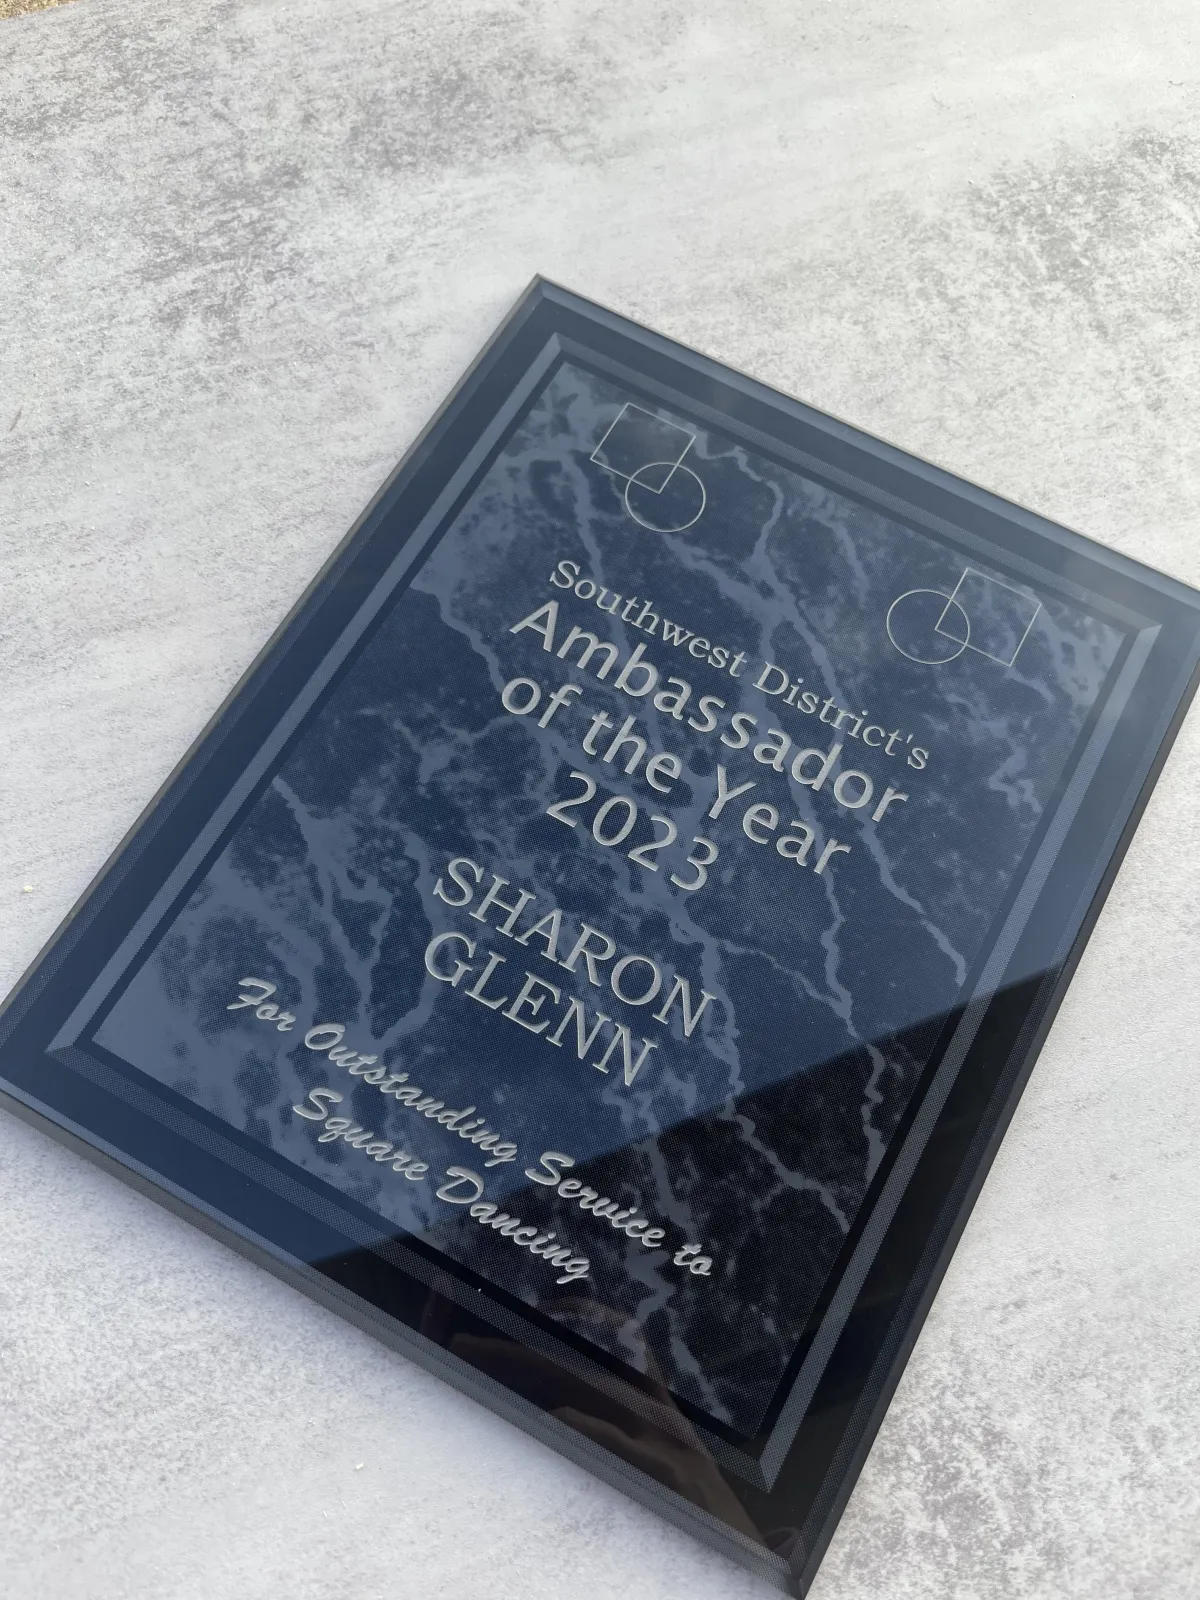 Southwest District's
Ambassador
of the Year
2023
SHARON
GLENN
For Outstanding Service to
Square Dancing